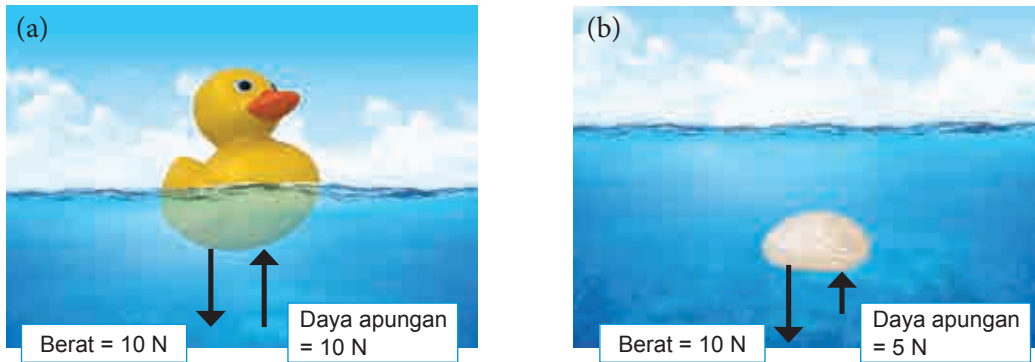 (a)
Berat = 10 N
Daya apungan
= 10 N
(b)
Berat = 10 N
Daya apungan
= 5 N